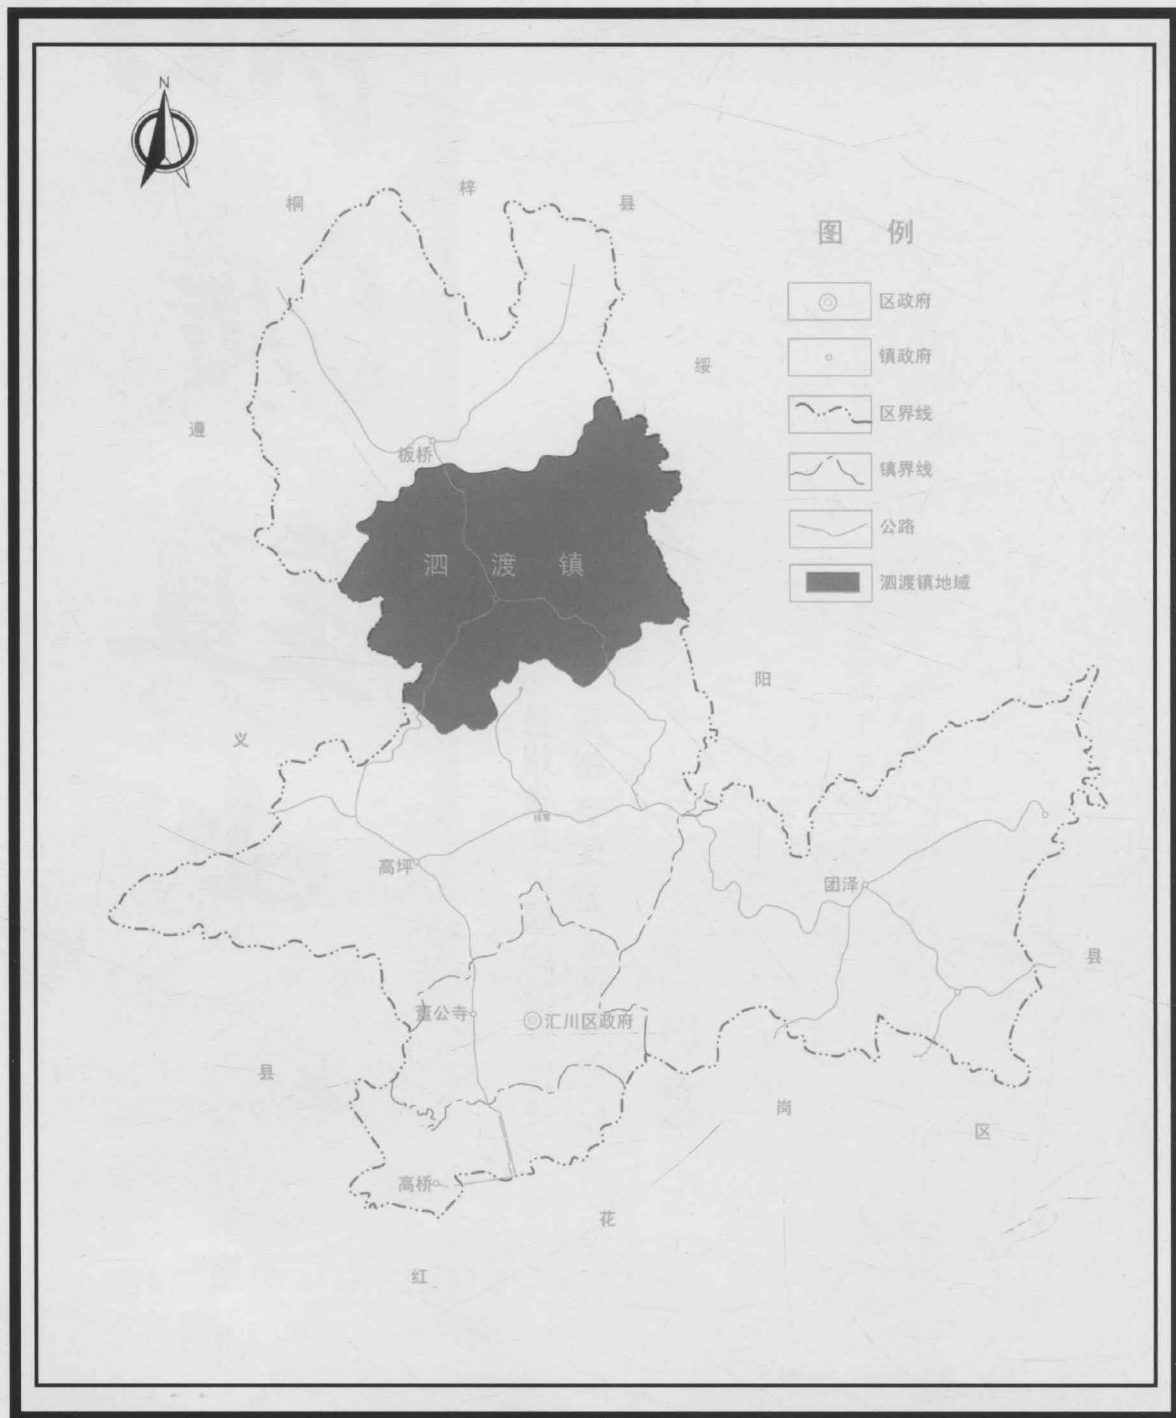 N
桐
梓
县
图 例
区政府
镇政府
绥
区界线
遵
板桥
镇界线
公路
泗渡镇
泗渡镇地域
阳
义
高坪
团泽
县
董公寺
汇川区政府
县
岗
区
高桥
花
红